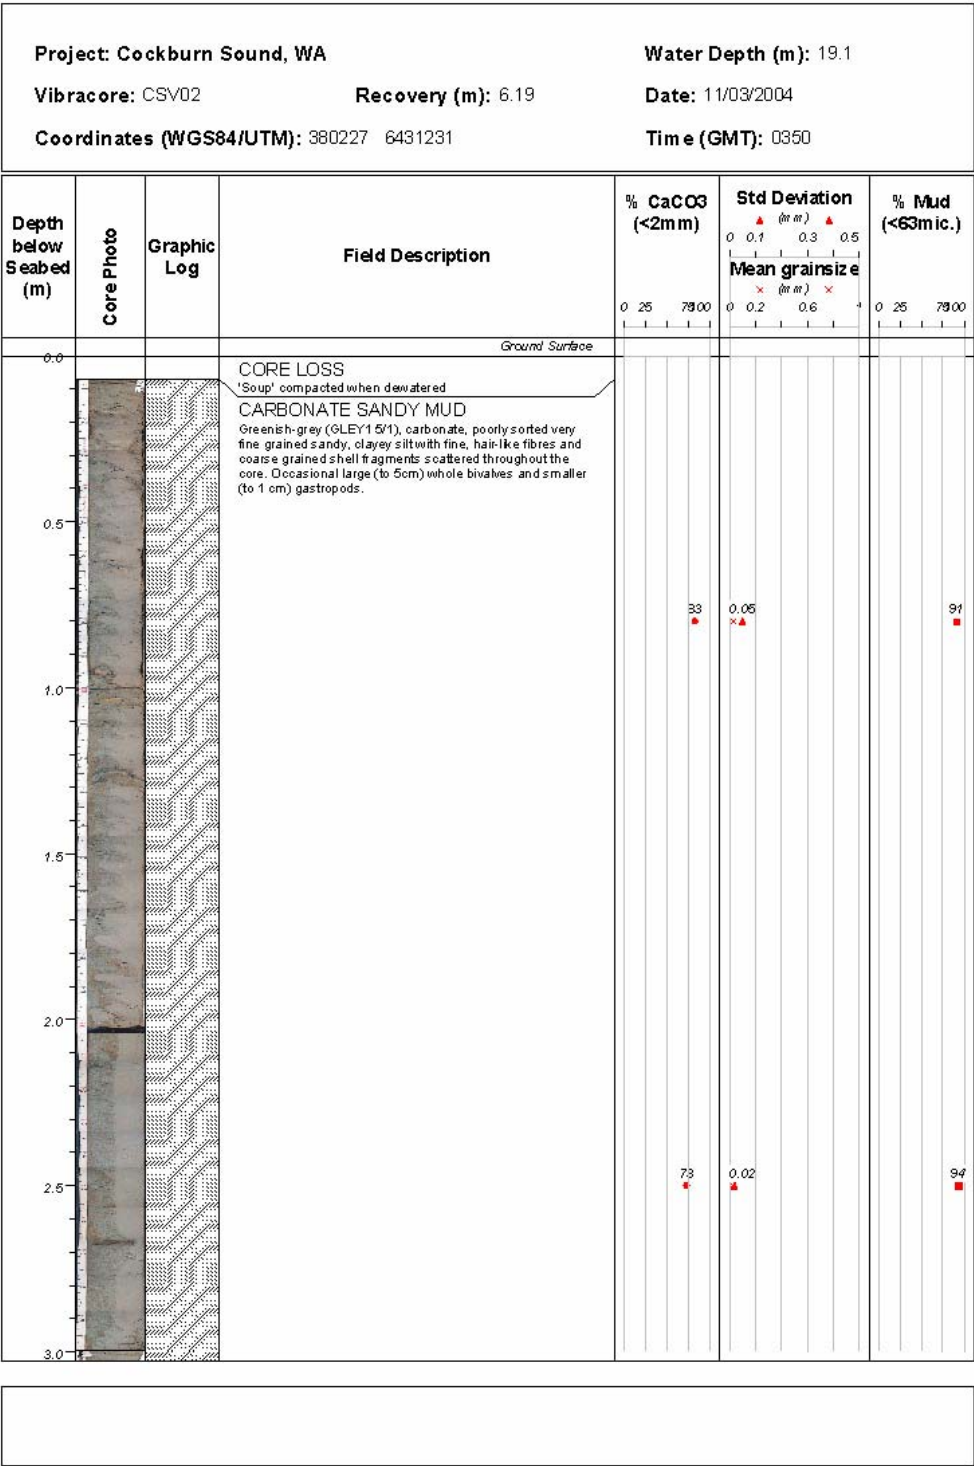 Project: Cockburn Sound, WA
Water Depth (m): 19.1
Vibracore: CSV02
Recovery (m): 6.19
Date: 11/03/2004
Coordinates (WGS84/UTM): 380227 6431231
Time (GMT): 0350
Depth
below
Seabed
(m)
Core Photo
Graphic
Log
Field Description
% CaCO3
(<2mm)
0 25 75 100
Std Deviation
(mm)
0 0.1 0.3 0.5
Mean grainsize
(mm)
0 0.2 0.6 1
% Mud
(<63mic.)
0 25 75 100
Ground Surface
0.0
CORE LOSS
'Soup' compacted when dewatered
CARBONATE SANDY MUD
Greenish-grey (GLEY1 5/1), carbonate, poorly sorted very
fine grained sandy, clayey silt with fine, hair-like fibres and
coarse grained shell fragments scattered throughout the
core. Occasional large (to 5cm) whole bivalves and smaller
(to 1 cm) gastropods.
0.5
83 0.05 91
1.0
1.5
2.0
73 0.02 94
2.5
3.0